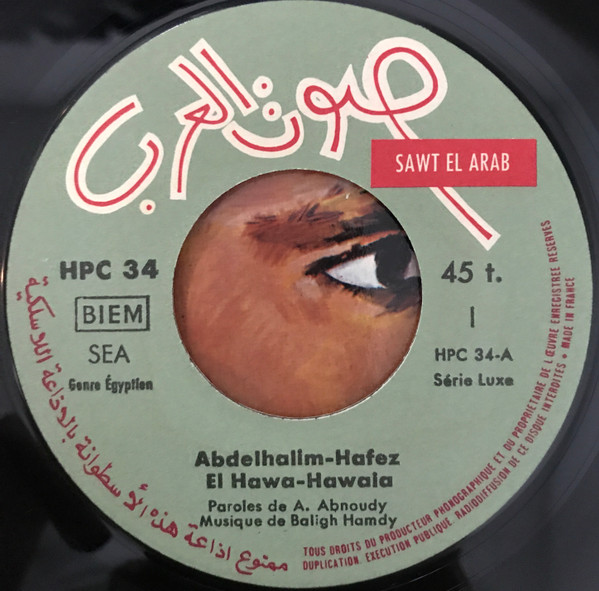 صوت العرب
SAWT EL ARAB
HPC 34
45 t.
BIEM
I
SEA
HPC 34-A
Genre Égyptien
Série Luxe
Abdelhalim-Hafez
El Hawa-Hawaia
Paroles de A. Abnoudy
Musique de Baligh Hamdy
ممنوع اذاعة هذه الأسطوانة بالاذاعة اللاسلكية
TOUS DROITS DU PRODUCTEUR PHONOGRAPHIQUE ET DU PROPRIETAIRE DE L'ŒUVRE ENREGISTREE RESERVES
DUPLICATION, EXECUTION PUBLIQUE, RADIODIFFUSION DE CE DISQUE INTERDITES • MADE IN FRANCE